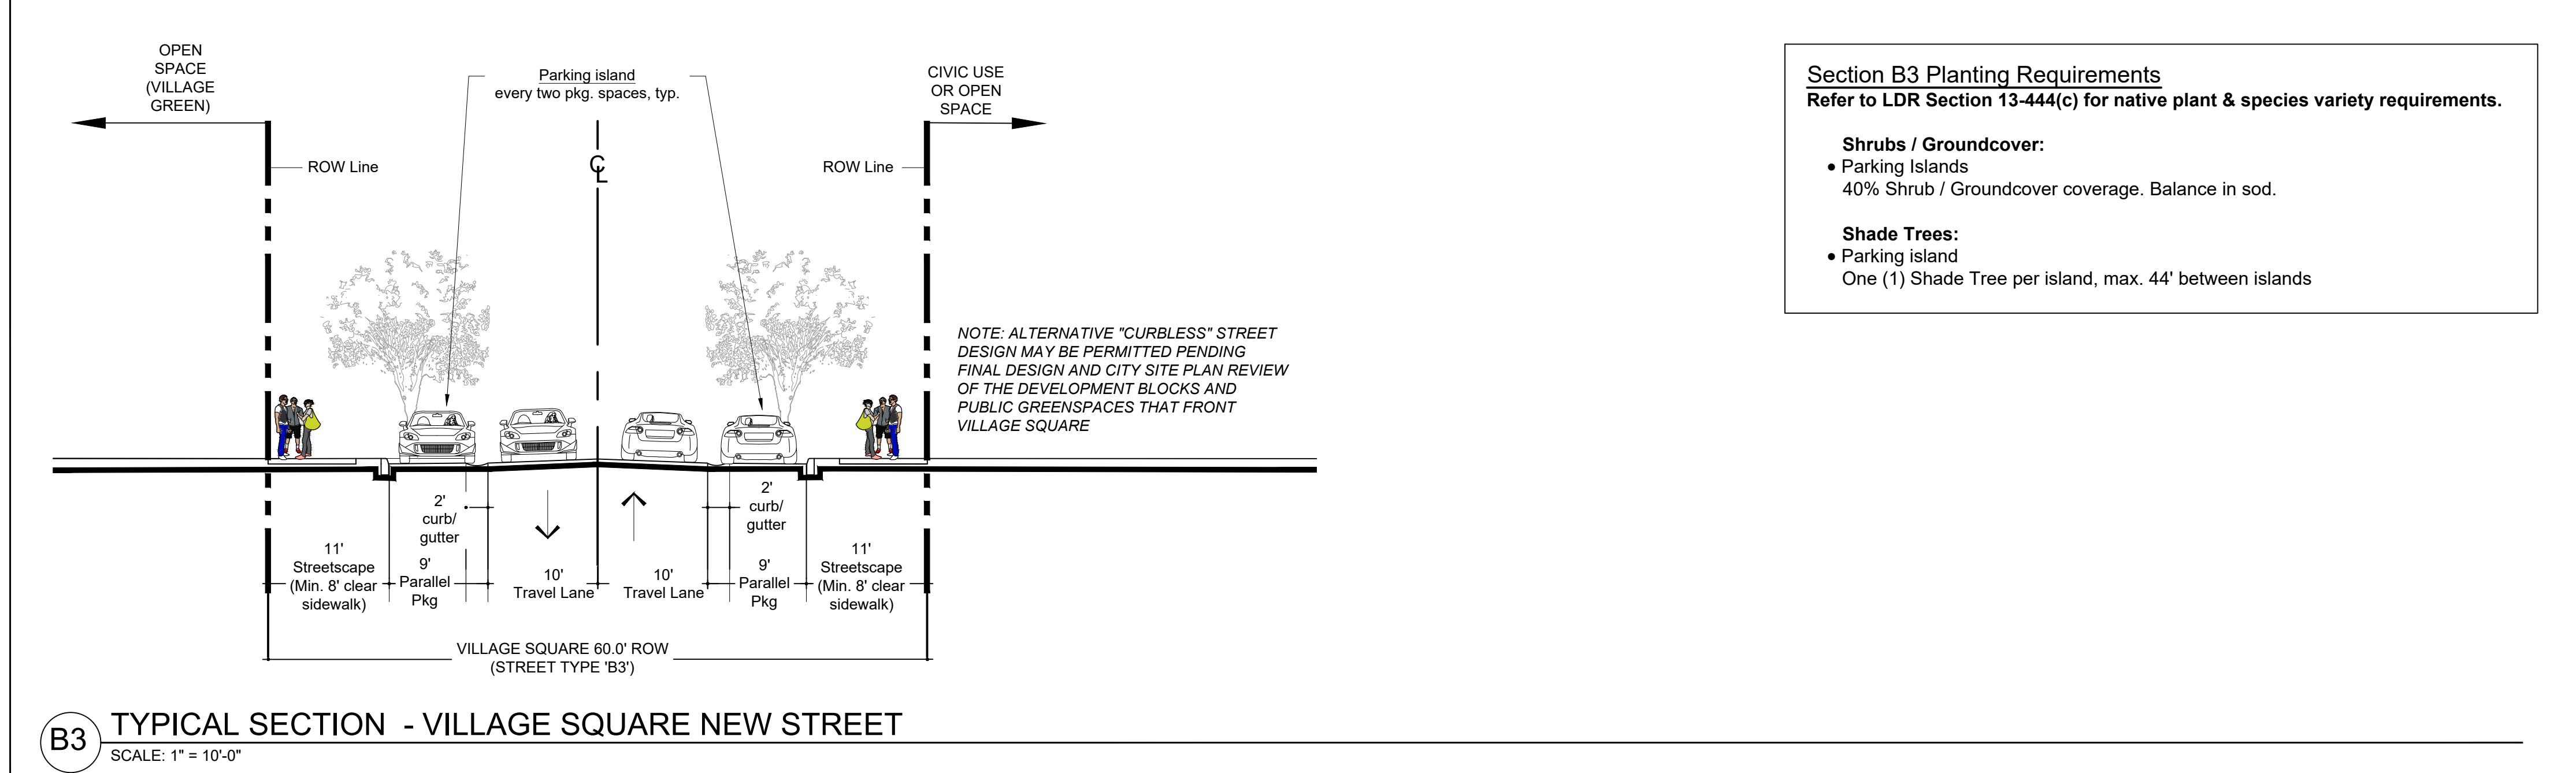 OPEN
SPACE
(VILLAGE
GREEN)
Parking island
every two pkg. spaces, typ.
CIVIC USE
OR OPEN
SPACE
ROW Line
CL
ROW Line
NOTE: ALTERNATIVE "CURBLESS" STREET
DESIGN MAY BE PERMITTED PENDING
FINAL DESIGN AND CITY SITE PLAN REVIEW
OF THE DEVELOPMENT BLOCKS AND
PUBLIC GREENSPACES THAT FRONT
VILLAGE SQUARE
2'
curb/
gutter
2'
curb/
gutter
11'
Streetscape
(Min. 8' clear
sidewalk)
9'
Parallel
Pkg
10'
Travel Lane
10'
Travel Lane
9'
Parallel
Pkg
11'
Streetscape
(Min. 8' clear
sidewalk)
VILLAGE SQUARE 60.0' ROW
(STREET TYPE 'B3')
B3
TYPICAL SECTION - VILLAGE SQUARE NEW STREET
SCALE: 1" = 10'-0"
Section B3 Planting Requirements
Refer to LDR Section 13-444(c) for native plant & species variety requirements.
Shrubs / Groundcover:
• Parking Islands
40% Shrub / Groundcover coverage. Balance in sod.
Shade Trees:
• Parking island
One (1) Shade Tree per island, max. 44' between islands